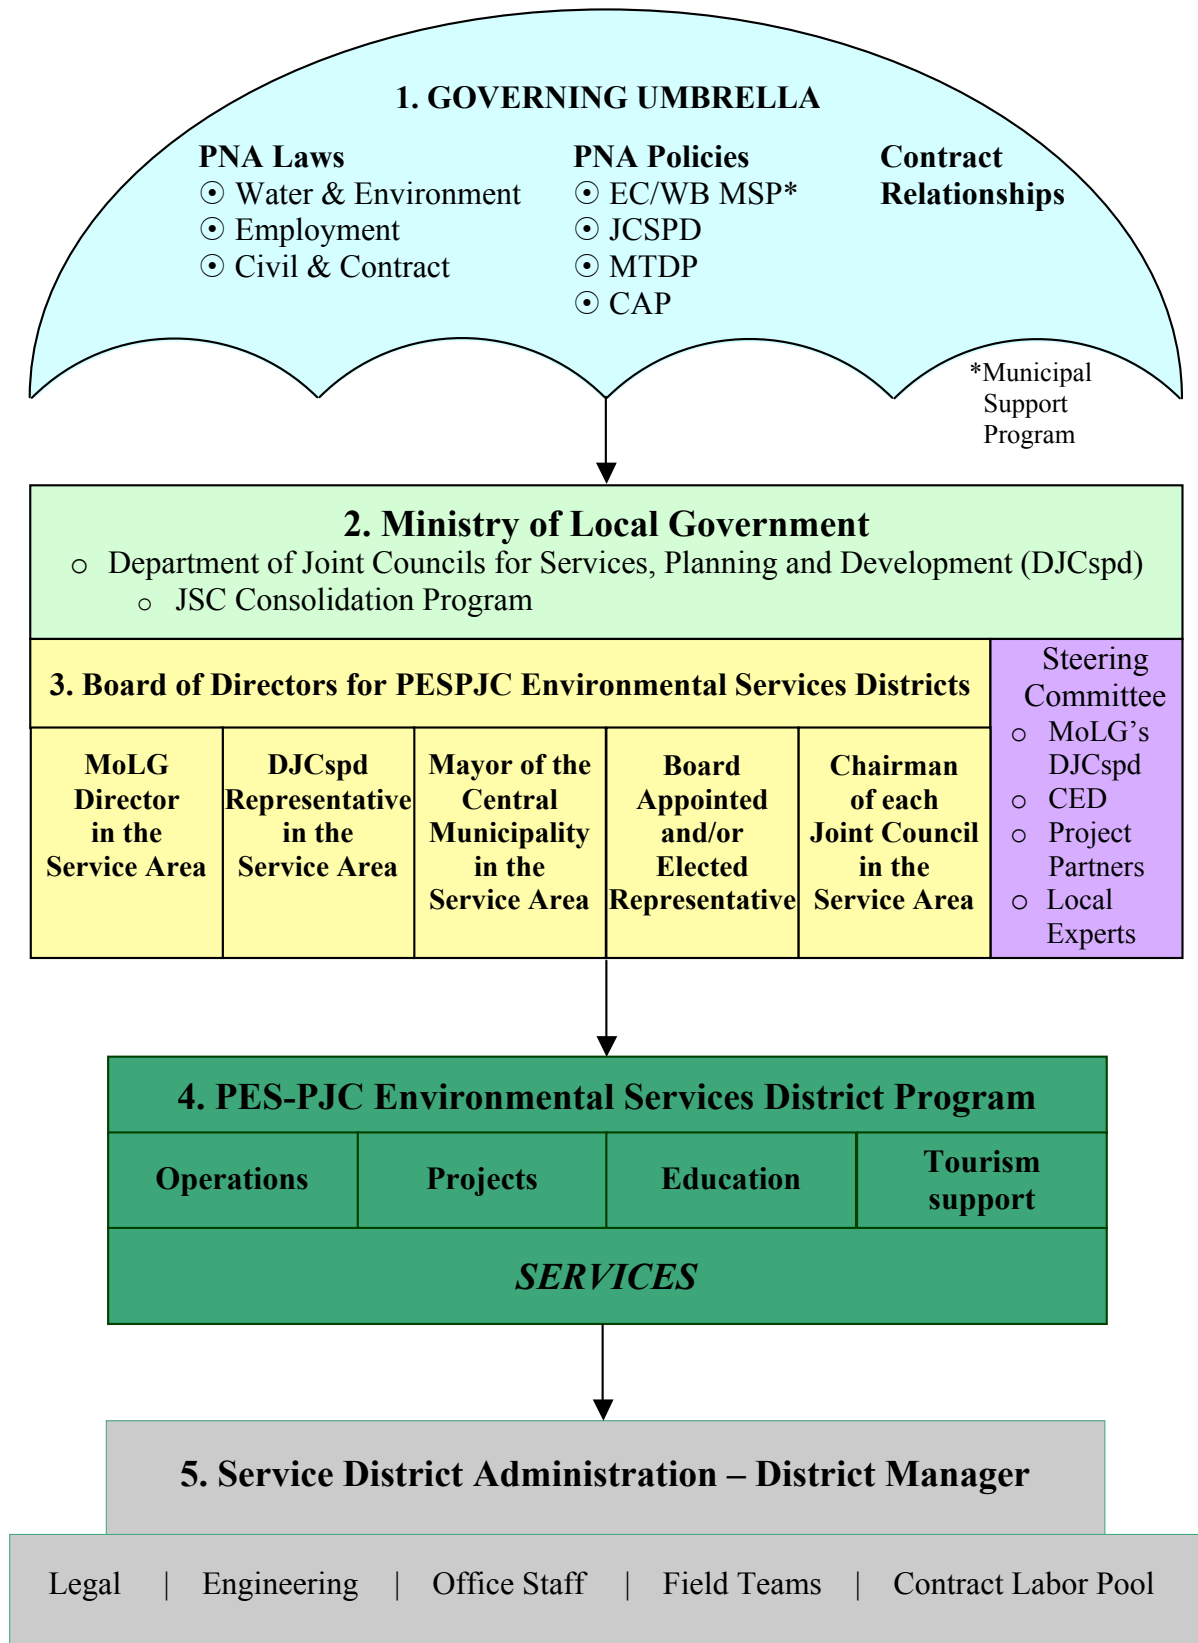 1. GOVERNING UMBRELLA
PNA Laws
☉ Water & Environment
☉ Employment
☉ Civil & Contract
PNA Policies
☉ EC/WB MSP*
☉ JCSPD
☉ MTDP
☉ CAP
Contract
Relationships
*Municipal
Support
Program
2. Ministry of Local Government
o Department of Joint Councils for Services, Planning and Development (DJCspd)
o JSC Consolidation Program
3. Board of Directors for PESPJC Environmental Services Districts
MoLG
Director
in the
Service Area
DJCspd
Representative
in the
Service Area
Mayor of the
Central
Municipality
in the
Service Area
Board
Appointed
and/or
Elected
Representative
Chairman
of each
Joint Council
in the
Service Area
Steering
Committee
o MoLG’s
DJCspd
o CED
o Project
Partners
o Local
Experts
4. PES-PJC Environmental Services District Program
Operations
Projects
Education
Tourism
support
SERVICES
5. Service District Administration – District Manager
Legal | Engineering | Office Staff | Field Teams | Contract Labor Pool